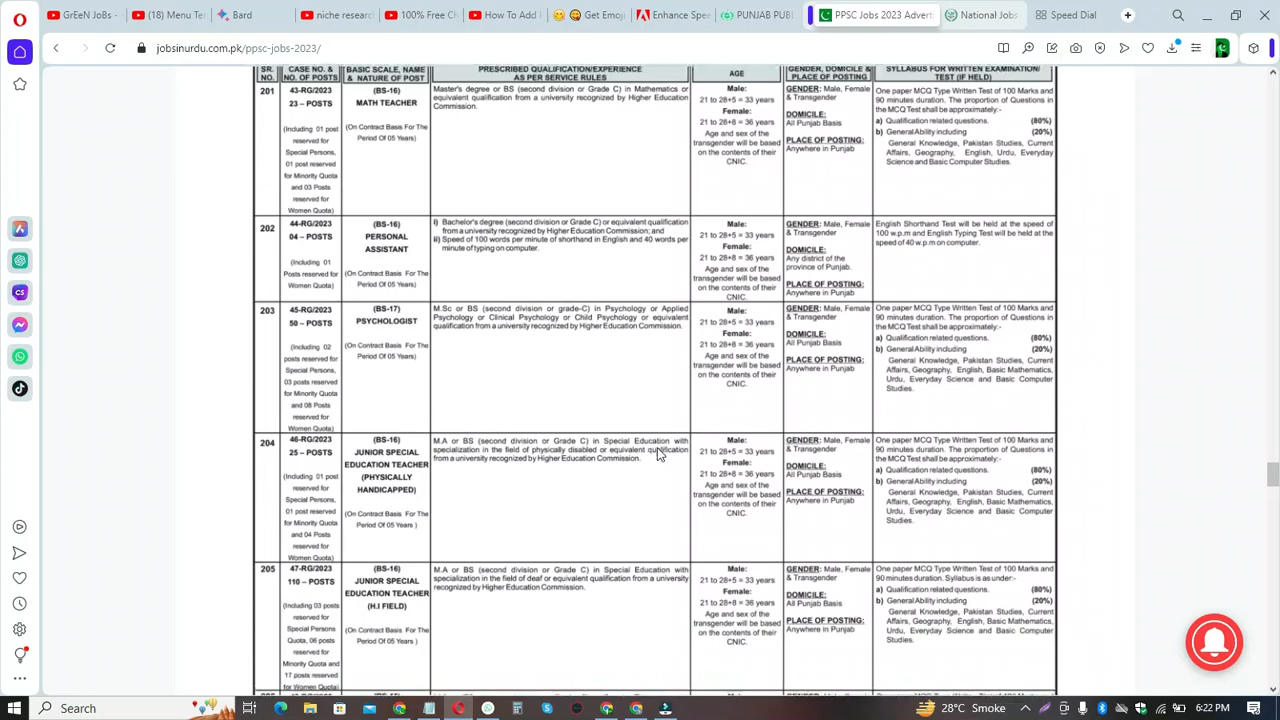 GrEeN Jobs
(18) Menu Ter
Bard
niche research
100% Free Ch
How To Add I
Get Emoj
Enhance Spe
PUNJAB PUB
PPSC Jobs 2023 Adverti
National Jobs
Speed Dial
jobsinurdu.com.pk/ppsc-jobs-2023/
SR. NO.
CASE NO. & NO. OF POSTS
BASIC SCALE, NAME & NATURE OF POST
PRESCRIBED QUALIFICATION/EXPERIENCE
AS PER SERVICE RULES
AGE
GENDER, DOMICILE & PLACE OF POSTING
SYLLABUS FOR WRITTEN EXAMINATION/
TEST (IF HELD)
201
43-RG/2023
23 – POSTS
(Including 01 post
reserved for
Special Persons,
01 post reserved
for Minority Quota
and 03 Posts
reserved for
Women Quota)
(BS-16)
MATH TEACHER
(On Contract Basis For The
Period Of 05 Years)
Master's degree or BS (second division or Grade C) in Mathematics or
equivalent qualification from a university recognized by Higher Education
Commission.
Male:
21 to 28+5 = 33 years
Female:
21 to 28+8 = 36 years
Age and sex of the
transgender will be based
on the contents of their
CNIC.
GENDER: Male, Female
& Transgender
DOMICILE:
All Punjab Basis
PLACE OF POSTING:
Anywhere in Punjab
One paper MCQ Type Written Test of 100 Marks and
90 minutes duration. The proportion of Questions in
the MCQ Test shall be approximately:-
a) Qualification related questions. (80%)
b) General Ability including (20%)
General Knowledge, Pakistan Studies, Current
Affairs, Geography, English, Urdu, Everyday
Science and Basic Computer Studies.
202
44-RG/2023
04 – POSTS
(Including 01
Posts reserved for
Women Quota)
(BS-16)
PERSONAL
ASSISTANT
(On Contract Basis For The
Period Of 05 Years)
i) Bachelor's degree (second division or Grade C) or equivalent qualification
from a university recognized by Higher Education Commission; and
ii) Speed of 100 words per minute of shorthand in English and 40 words per
minute of typing on computer.
Male:
21 to 28+5 = 33 years
Female:
21 to 28+8 = 36 years
Age and sex of the
transgender will be based
on the contents of their
CNIC.
GENDER: Male, Female
& Transgender
DOMICILE:
Any district of the
province of Punjab.
PLACE OF POSTING:
Anywhere in Punjab
English Shorthand Test will be held at the speed of
100 w.p.m and English Typing Test will be held at the
speed of 40 w.p.m on computer.
203
45-RG/2023
50 – POSTS
(Including 02
posts reserved for
Special Persons,
03 posts reserved
for Minority Quota
and 08 Posts
reserved for
Women Quota)
(BS-17)
PSYCHOLOGIST
(On Contract Basis For The
Period Of 05 Years)
M.Sc or BS (second division or grade-C) in Psychology or Applied
Psychology or Clinical Psychology or Child Psychology or equivalent
qualification from a university recognized by Higher Education Commission.
Male:
21 to 28+5 = 33 years
Female:
21 to 28+8 = 36 years
Age and sex of the
transgender will be based
on the contents of their
CNIC.
GENDER: Male, Female
& Transgender
DOMICILE:
All Punjab Basis
PLACE OF POSTING:
Anywhere in Punjab
One paper MCQ Type Written Test of 100 Marks and
90 minutes duration. The proportion of Questions in
the MCQ Test shall be approximately:-
a) Qualification related questions. (80%)
b) General Ability including (20%)
General Knowledge, Pakistan Studies, Current
Affairs, Geography, English, Basic Mathematics,
Urdu, Everyday Science and Basic Computer
Studies.
204
46-RG/2023
25 – POSTS
(Including 01 post
reserved for
Special Persons,
01 post reserved
for Minority Quota
and 04 Posts
reserved for
Women Quota)
(BS-16)
JUNIOR SPECIAL
EDUCATION TEACHER
(PHYSICALLY
HANDICAPPED)
(On Contract Basis For The
Period Of 05 Years )
M.A or BS (second division or Grade C) in Special Education with
specialization in the field of physically disabled or equivalent qualification
from a university recognized by Higher Education Commission.
Male:
21 to 28+5 = 33 years
Female:
21 to 28+8 = 36 years
Age and sex of the
transgender will be based
on the contents of their
CNIC.
GENDER: Male, Female
& Transgender
DOMICILE:
All Punjab Basis
PLACE OF POSTING:
Anywhere in Punjab
One paper MCQ Type Written Test of 100 Marks and
90 minutes duration. The proportion of Questions in
the MCQ Test shall be approximately:-
a) Qualification related questions. (80%)
b) General Ability including (20%)
General Knowledge, Pakistan Studies, Current
Affairs, Geography, English, Basic Mathematics,
Urdu, Everyday Science and Basic Computer
Studies.
205
47-RG/2023
110 – POSTS
(Including 03 posts
reserved for
Special Persons
Quota, 06 posts
reserved for
Minority Quota and
17 posts reserved
for Women Quota)
(BS-16)
JUNIOR SPECIAL
EDUCATION TEACHER
(H.I FIELD)
(On Contract Basis For The
Period Of 05 Years)
M.A or BS (second division or Grade C) in Special Education with
specialization in the field of deaf or equivalent qualification from a university
recognized by Higher Education Commission.
Male:
21 to 28+5 = 33 years
Female:
21 to 28+8 = 36 years
Age and sex of the
transgender will be based
on the contents of their
CNIC.
GENDER: Male, Female
& Transgender
DOMICILE:
All Punjab Basis
PLACE OF POSTING:
Anywhere in Punjab
One paper MCQ Type Written Test of 100 Marks and
90 minutes duration. Syllabus is as under:-
a) Qualification related questions. (80%)
b) General Ability including (20%)
General Knowledge, Pakistan Studies, Current
Affairs, Geography, English, Basic Mathematics,
Urdu, Everyday Science and Basic Computer
Studies.
Search
28°C Smoke
5:22 PM